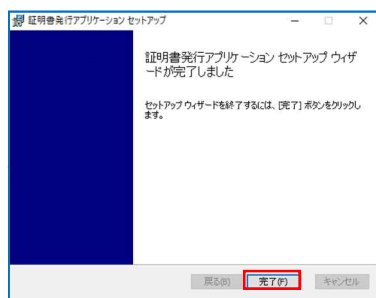 証明書発行アプリケーション セットアップ
証明書発行アプリケーション セットアップ ウィザ
ードが完了しました
セットアップ ウィザードを終了するには、[完了] ボタンをクリックし
ます。
戻る(B) 完了(F) キャンセル